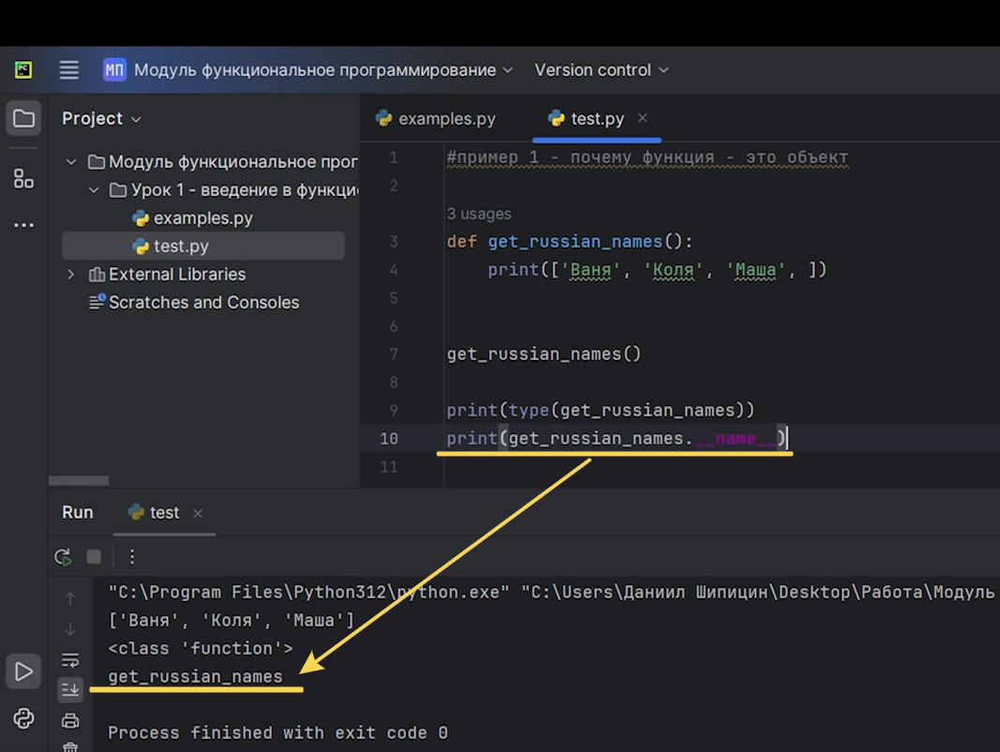 PC
МП Модуль функциональное программирование Version control
Project
examples.py test.py
Модуль функциональное прог
Урок 1 - введение в функци
examples.py
test.py
External Libraries
Scratches and Consoles
1 #пример 1 - почему функция - это объект
2
3 usages
3 def get_russian_names():
4 print(['Ваня', 'Коля', 'Маша', ])
5
6
7 get_russian_names()
8
9 print(type(get_russian_names))
10 print(get_russian_names.__name__)
11
Run test
"C:\Program Files\Python312\python.exe" "C:\Users\Даниил Шипицин\Desktop\Работа\Модуль
['Ваня', 'Коля', 'Маша']
<class 'function'>
get_russian_names
Process finished with exit code 0